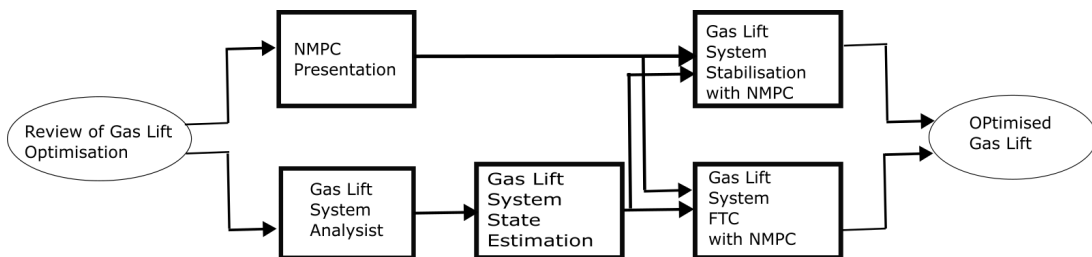 Review of Gas Lift
Optimisation
NMPC
Presentation
Gas Lift
System
Analysist
Gas Lift
System
State
Estimation
Gas Lift
System
Stabilisation
with NMPC
Gas Lift
System
FTC
with NMPC
OPtimised
Gas Lift